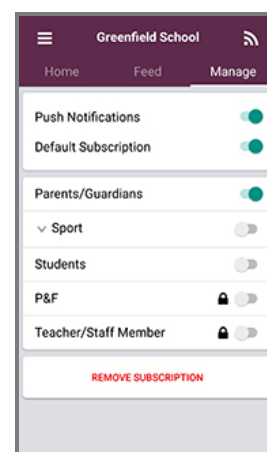 Greenfield School
Home Feed Manage
Push Notifications
Default Subscription
Parents/Guardians
Sport
Students
P&F
Teacher/Staff Member
REMOVE SUBSCRIPTION